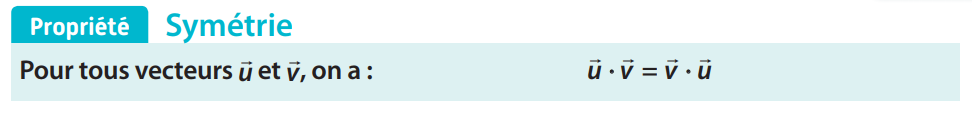 Propriété Symétrie
Pour tous vecteurs u⃗ et v⃗, on a : u⃗ · v⃗ = v⃗ · u⃗